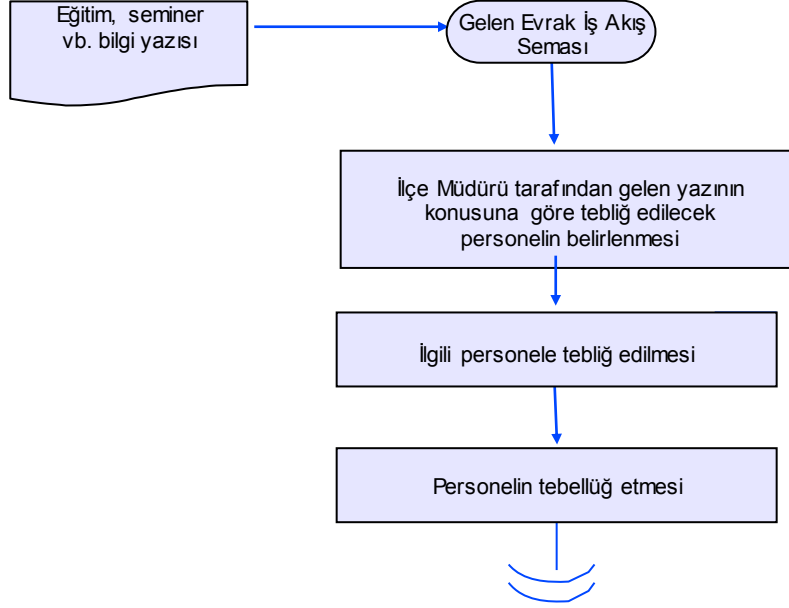 Eğitim, seminer
vb. bilgi yazısı
Gelen Evrak İş Akış
Seması
İlçe Müdürü tarafından gelen yazının
konusuna göre tebliğ edilecek
personelin belirlenmesi
İlgili personele tebliğ edilmesi
Personelin tebellüğ etmesi